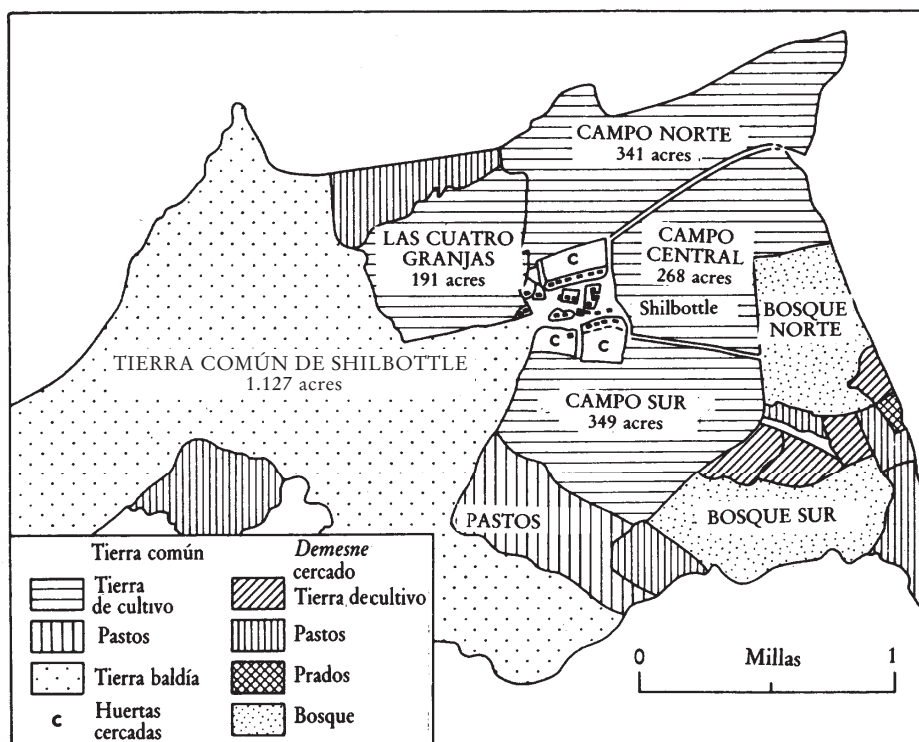 CAMPO NORTE
341 acres
LAS CUATRO
GRANJAS
191 acres
C
CAMPO
CENTRAL
268 acres
Shilbottle
BOSQUE
NORTE
C
C
TIERRA COMÚN DE SHILBOTTLE
1.127 acres
CAMPO SUR
349 acres
PASTOS
BOSQUE SUR
Tierra común
Tierra
de cultivo
Pastos
Tierra baldía
C
Huertas
cercadas
Demesne
cercado
Tierra decultivo
Pastos
Prados
Bosque
0 Millas 1